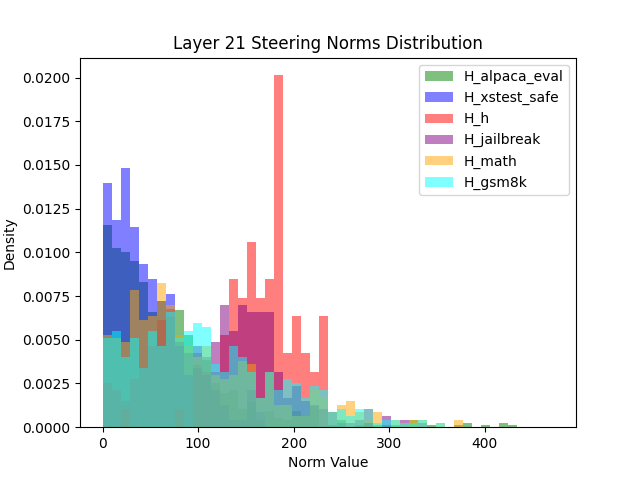 Layer 21 Steering Norms Distribution
0.0200
0.0175
0.0150
0.0125
0.0100
0.0075
0.0050
0.0025
0.0000
Density
H_alpaca_eval
H_xstest_safe
H_h
H_jailbreak
H_math
H_gsm8k
0 100 200 300 400
Norm Value